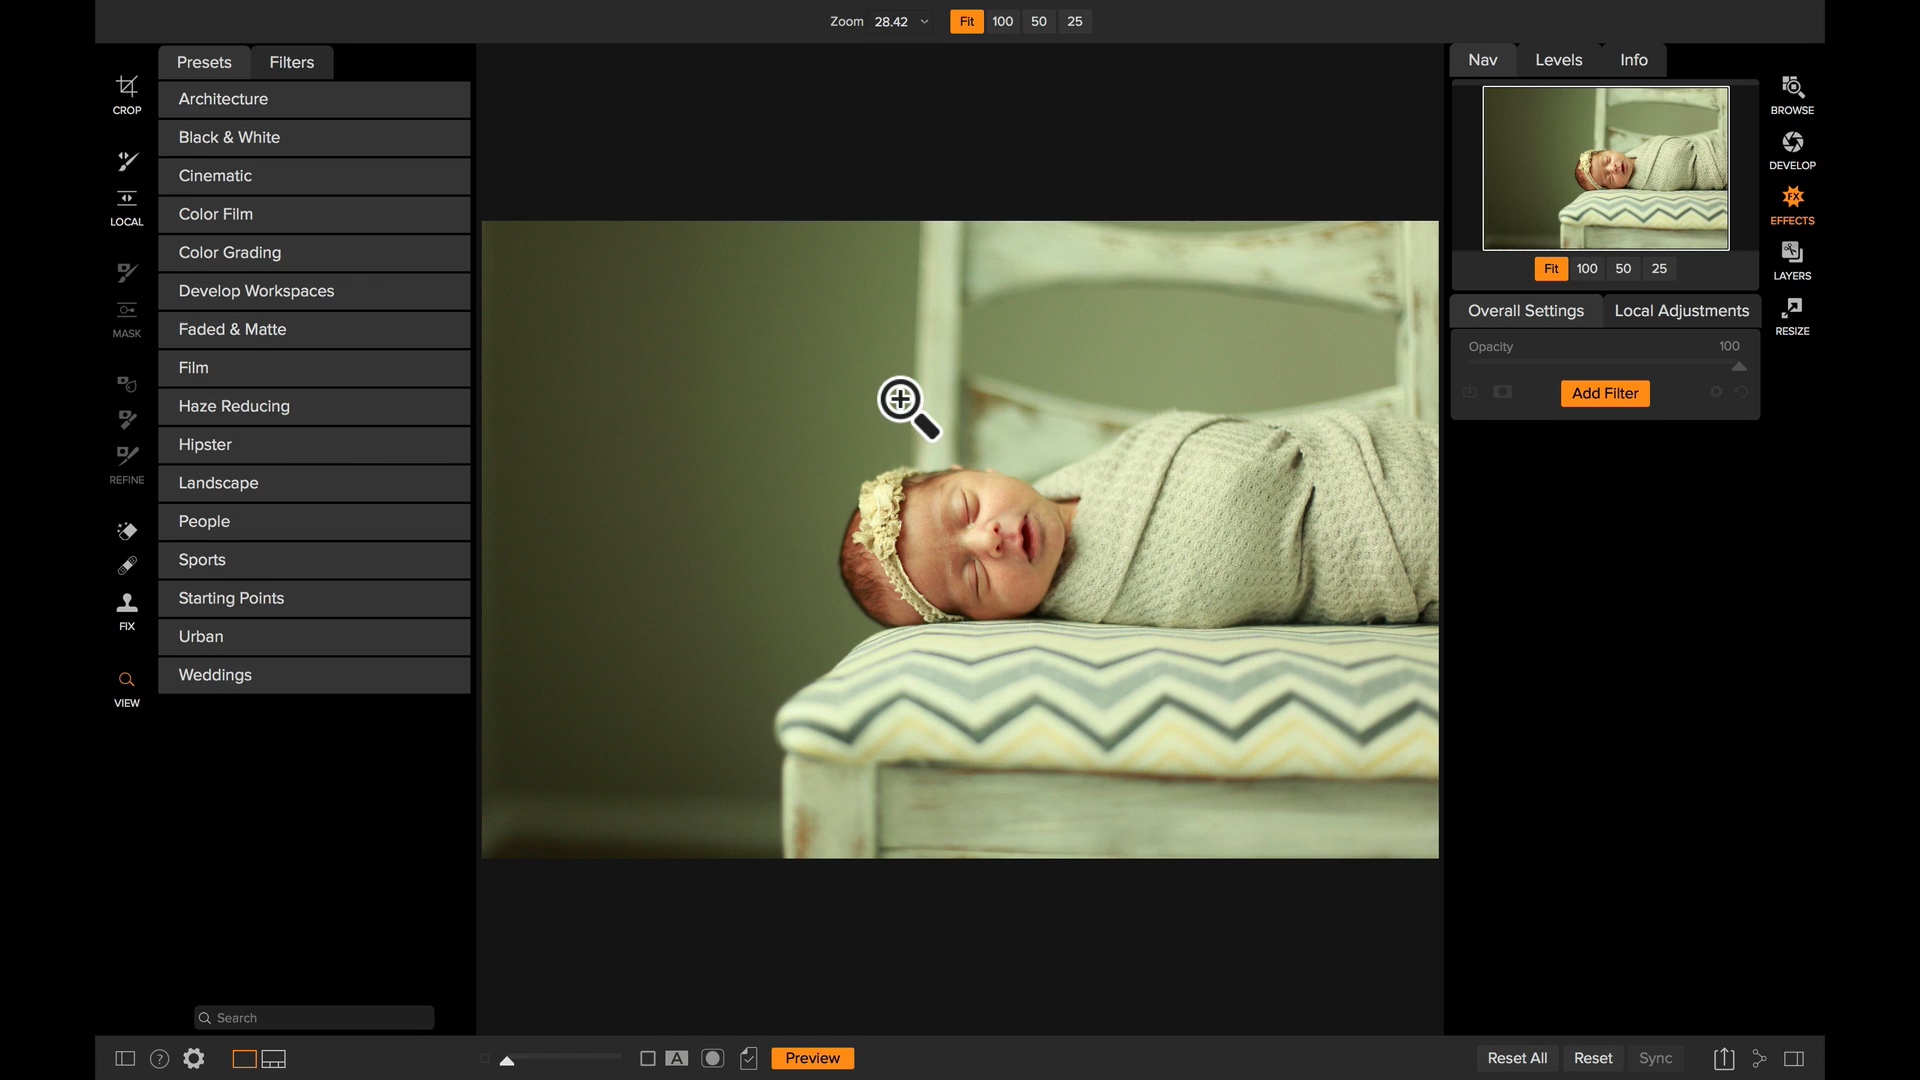 Zoom 28.42 Fit 100 50 25
Presets Filters
Architecture
Black & White
Cinematic
Color Film
Color Grading
Develop Workspaces
Faded & Matte
Film
Haze Reducing
Hipster
Landscape
People
Sports
Starting Points
Urban
Weddings
Search
CROP
LOCAL
MASK
REFINE
FIX
VIEW
Nav Levels Info
Fit 100 50 25
Overall Settings Local Adjustments
Opacity 100
Add Filter
BROWSE
DEVELOP
FX
EFFECTS
LAYERS
RESIZE
?
A
Preview
Reset All Reset Sync